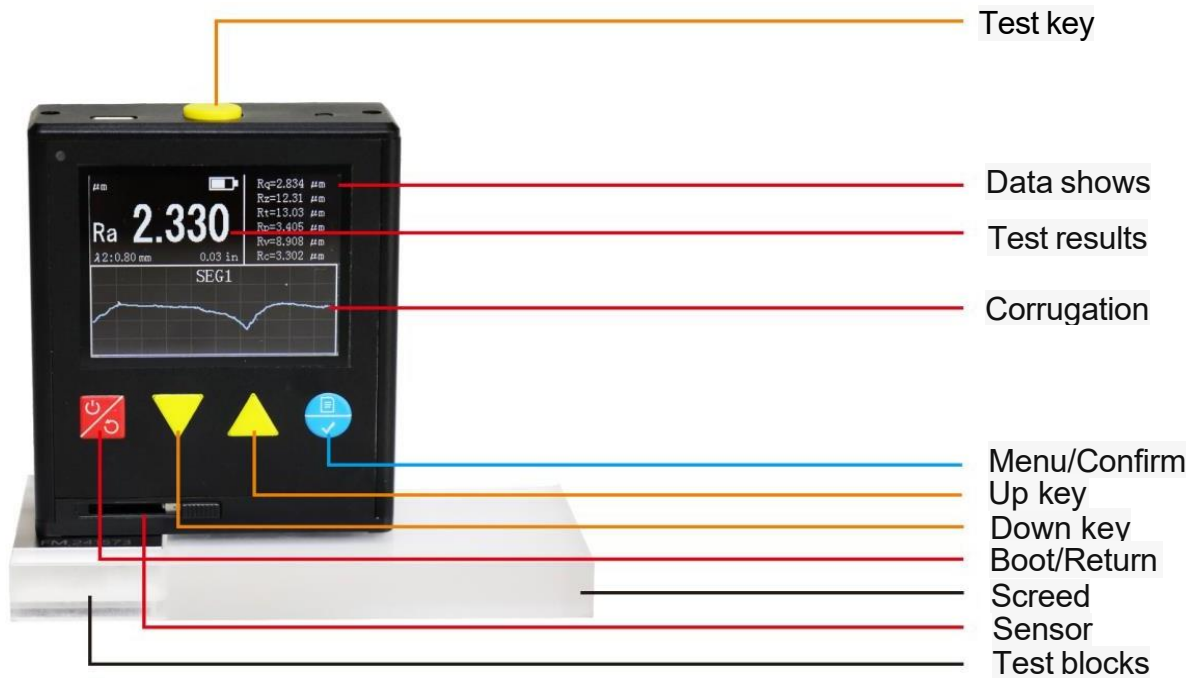 Test key
Data shows
Test results
Corrugation
Menu/Confirm
Up key
Down key
Boot/Return
Screed
Sensor
Test blocks
μm
Ra 2.330
λ2:0.80 mm 0.03 in
Rq=2.834 μm
Rz=12.31 μm
Rt=13.03 μm
Rp=3.405 μm
Rv=8.908 μm
Rc=3.302 μm
SEG1